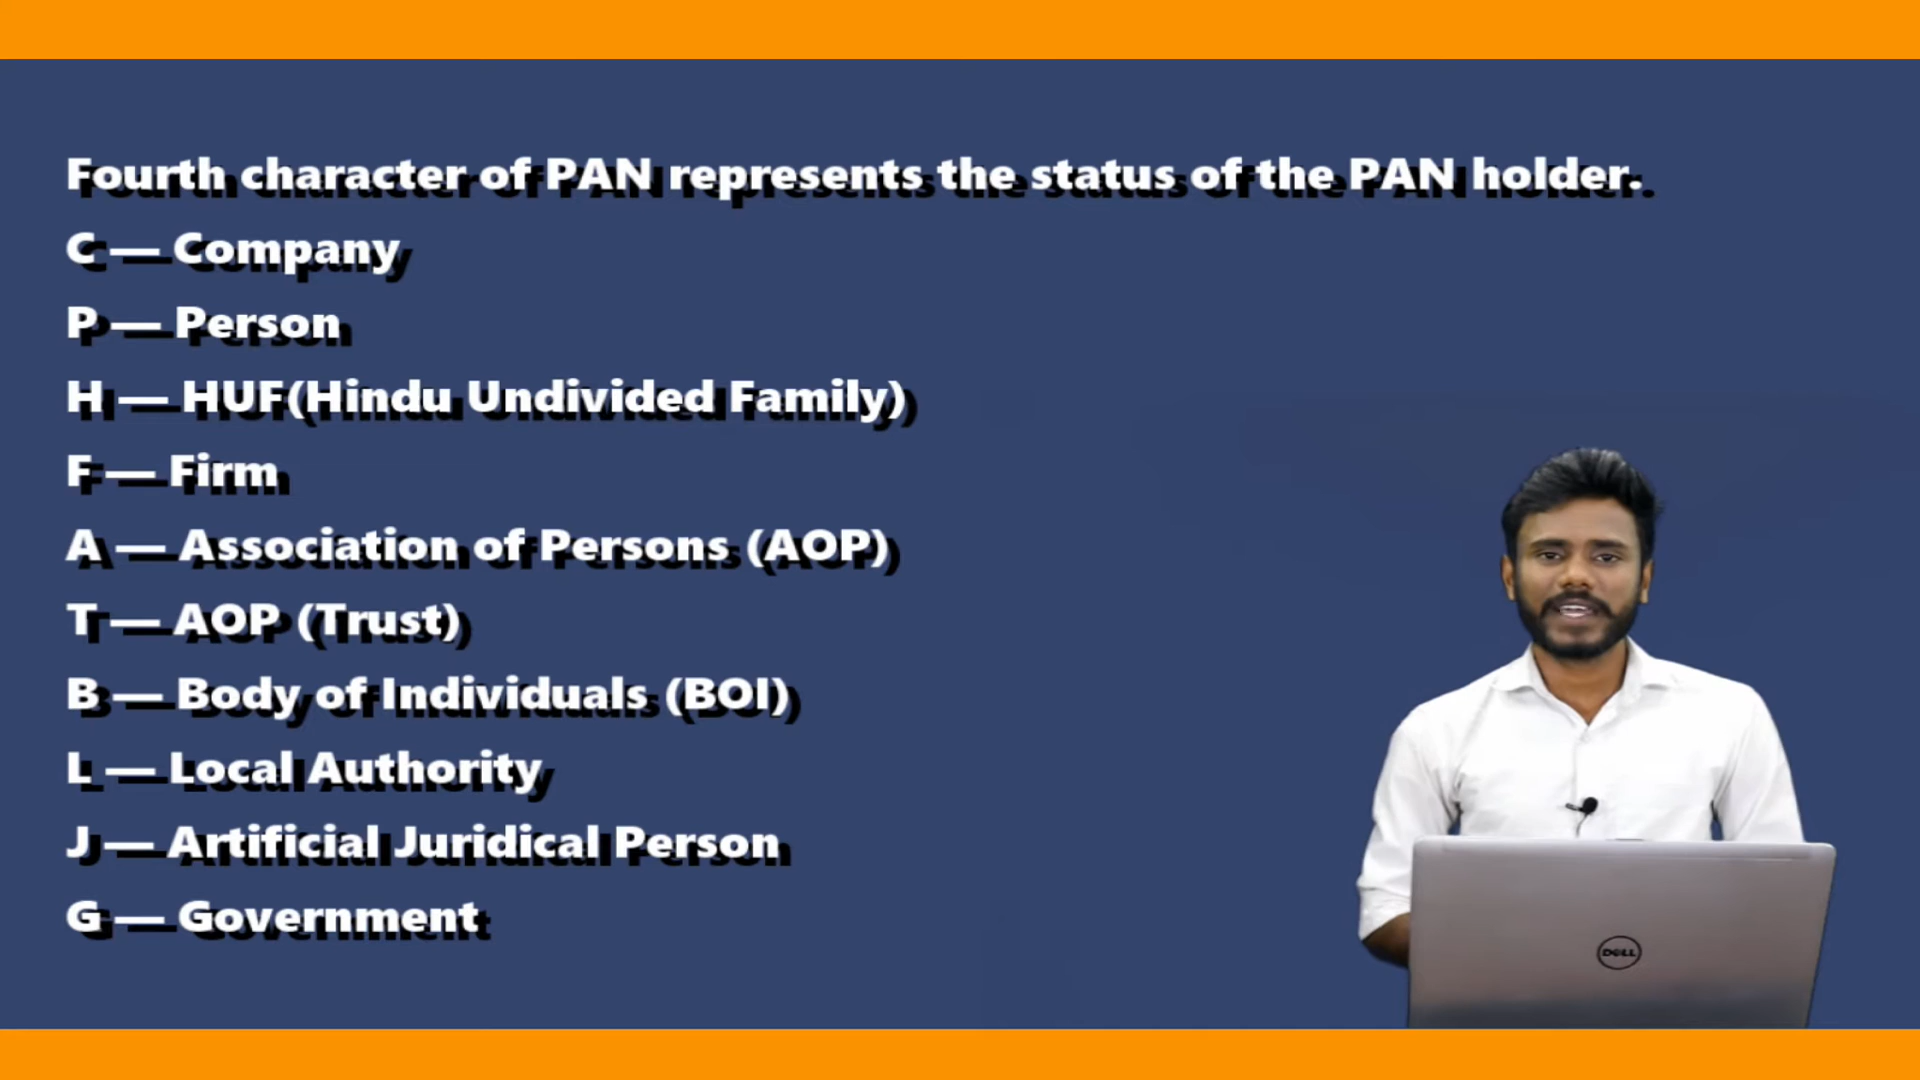 Fourth character of PAN represents the status of the PAN holder.
C — Company
P — Person
H — HUF(Hindu Undivided Family)
F — Firm
A — Association of Persons (AOP)
T — AOP (Trust)
B — Body of Individuals (BOI)
L — Local Authority
J — Artificial Juridical Person
G — Government
DELL